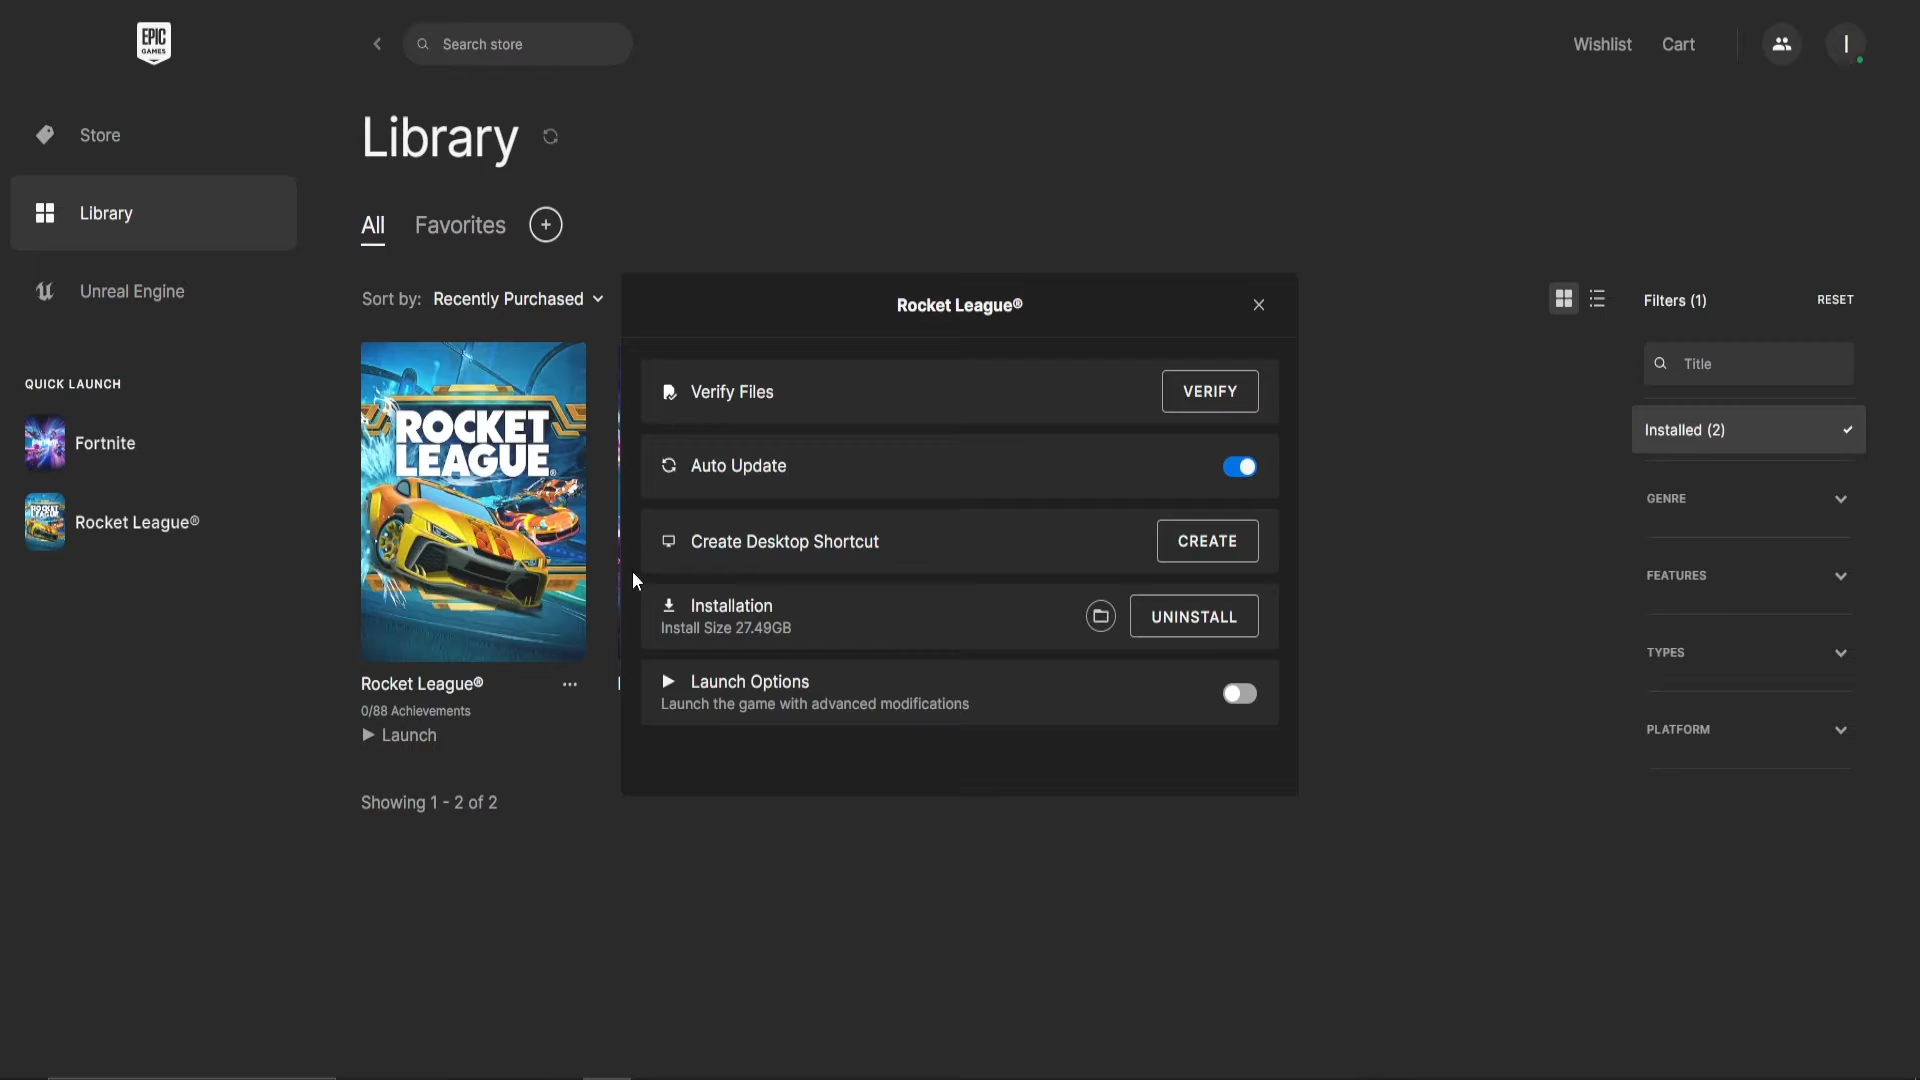 EPIC
GAMES
Search store
Wishlist
Cart
I
Store
Library
Unreal Engine
QUICK LAUNCH
Fortnite
ROCKET
LEAGUE
Rocket League®
Library
All
Favorites
+
Sort by: Recently Purchased
ROCKET
LEAGUE
Rocket League®
0/88 Achievements
Launch
Showing 1 - 2 of 2
Rocket League®
Verify Files
VERIFY
Auto Update
Create Desktop Shortcut
CREATE
Installation
Install Size 27.49GB
UNINSTALL
Launch Options
Launch the game with advanced modifications
Filters (1)
RESET
Title
Installed (2)
GENRE
FEATURES
TYPES
PLATFORM